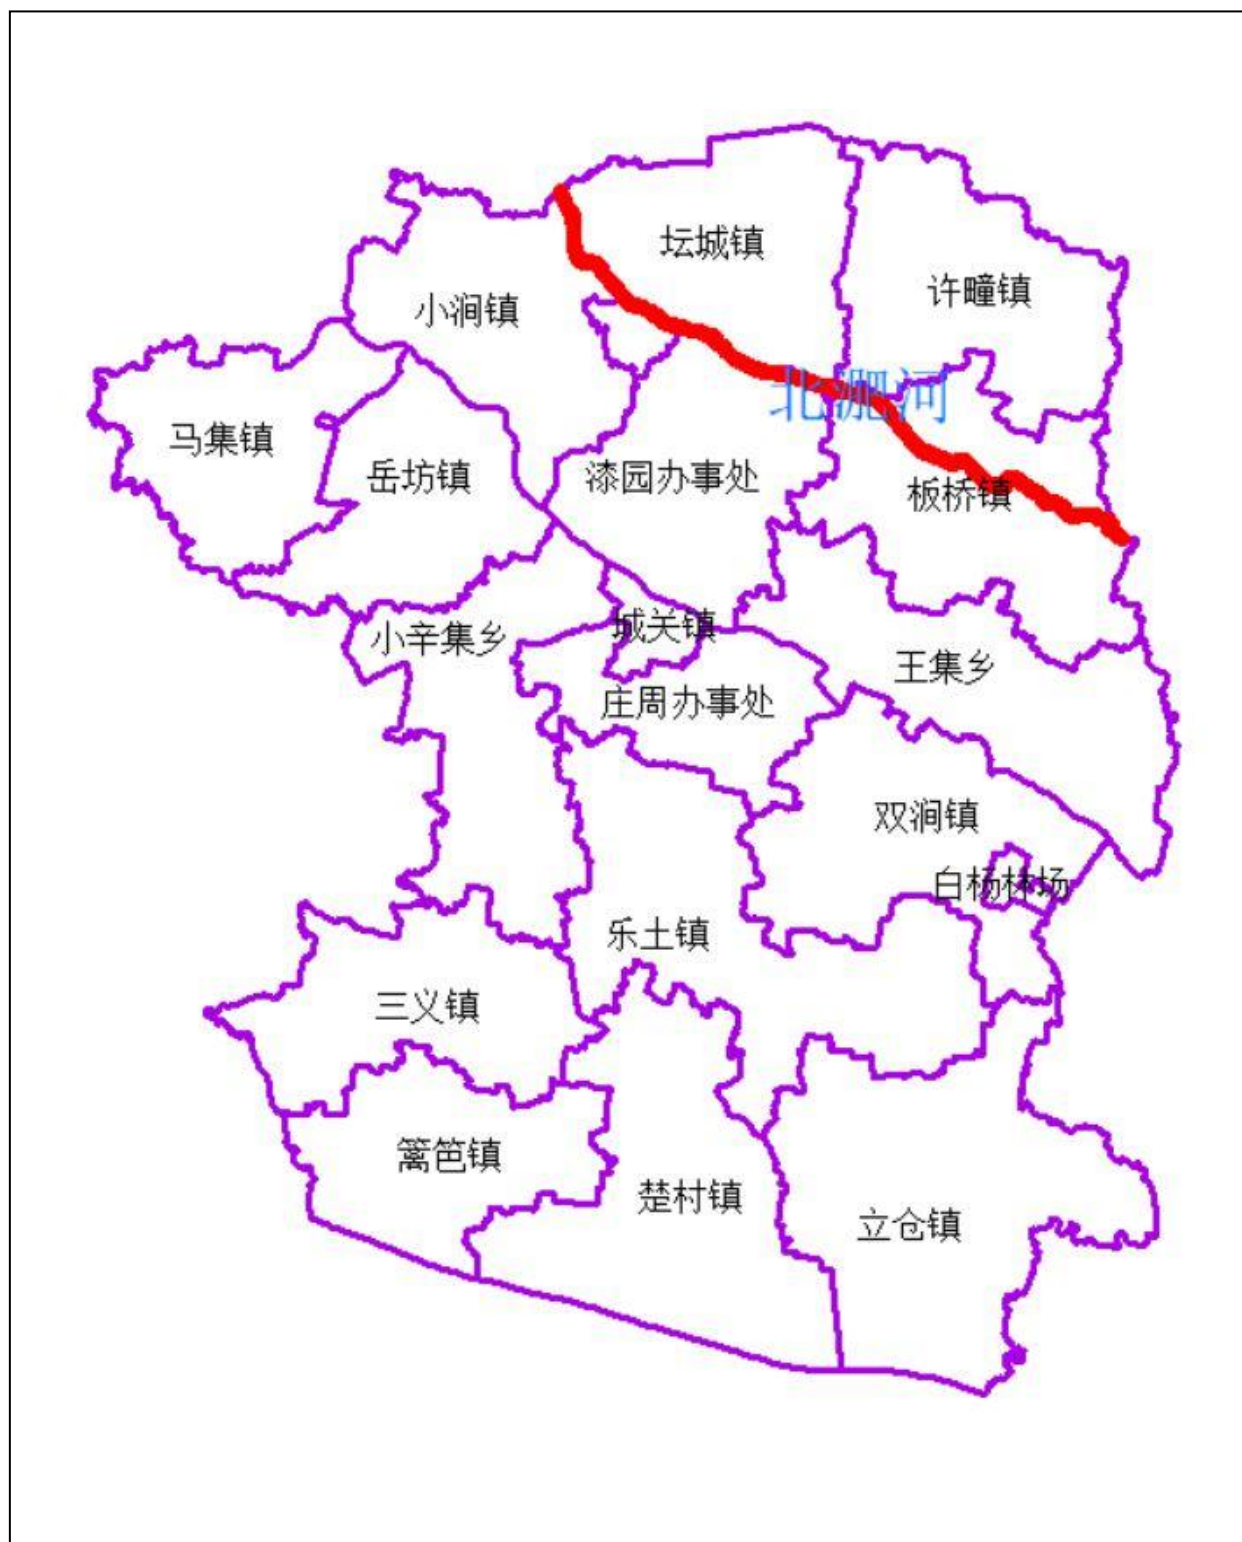 坛城镇
许疃镇
小涧镇
北淝河
马集镇
岳坊镇
漆园办事处
板桥镇
城关镇
小辛集乡
王集乡
庄周办事处
双涧镇
白杨林场
乐土镇
三义镇
篱笆镇
楚村镇
立仓镇